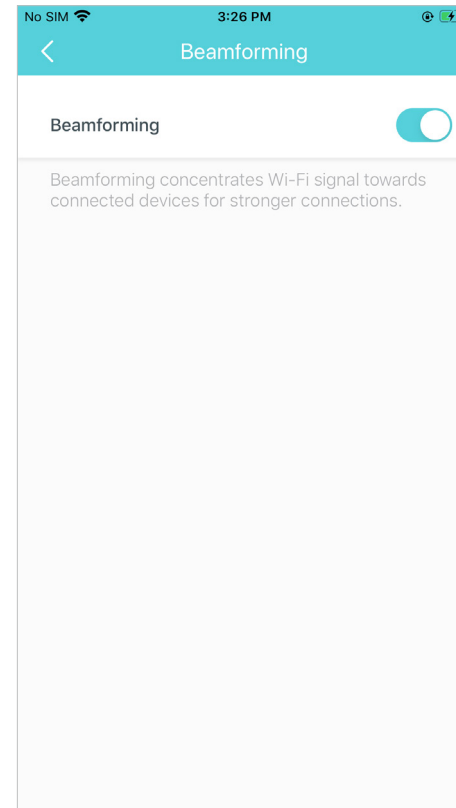 No SIM 3:26 PM
Beamforming
Beamforming
Beamforming concentrates Wi-Fi signal towards
connected devices for stronger connections.